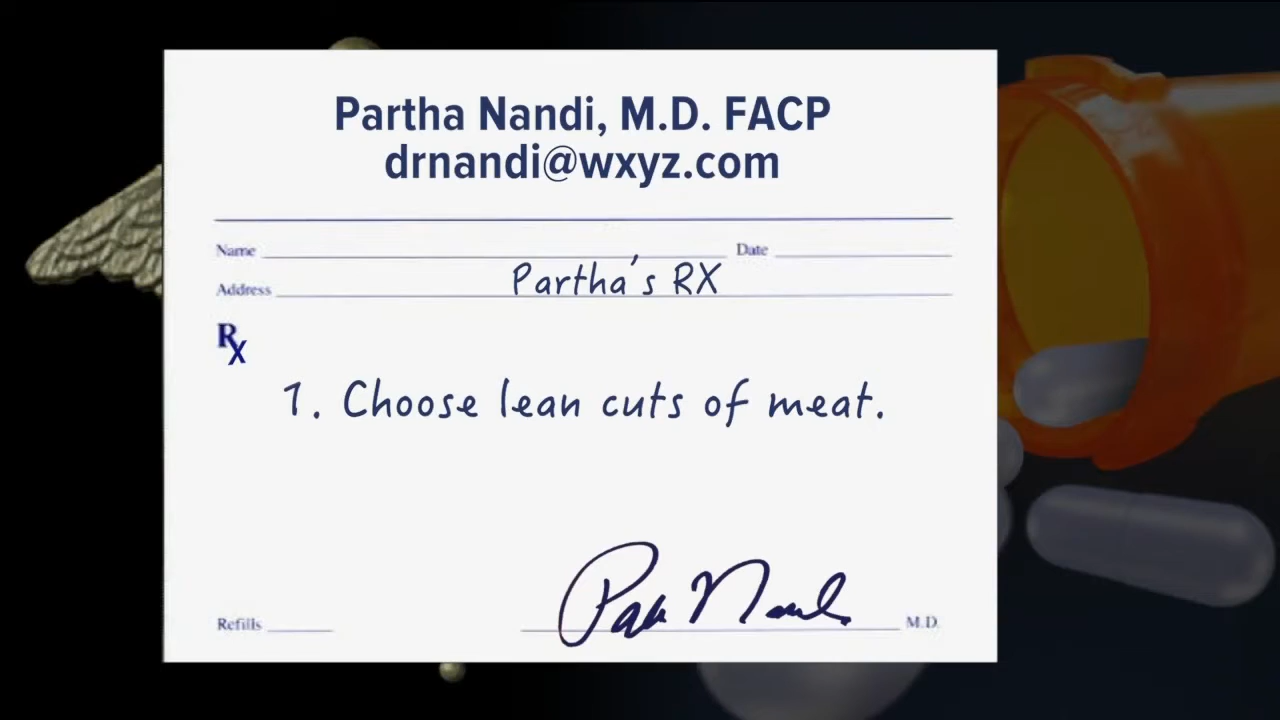 Partha Nandi, M.D. FACP
drnandi@wxyz.com
Name Date
Partha's RX
Address
Rx
1. Choose lean cuts of meat.
Refills M.D.